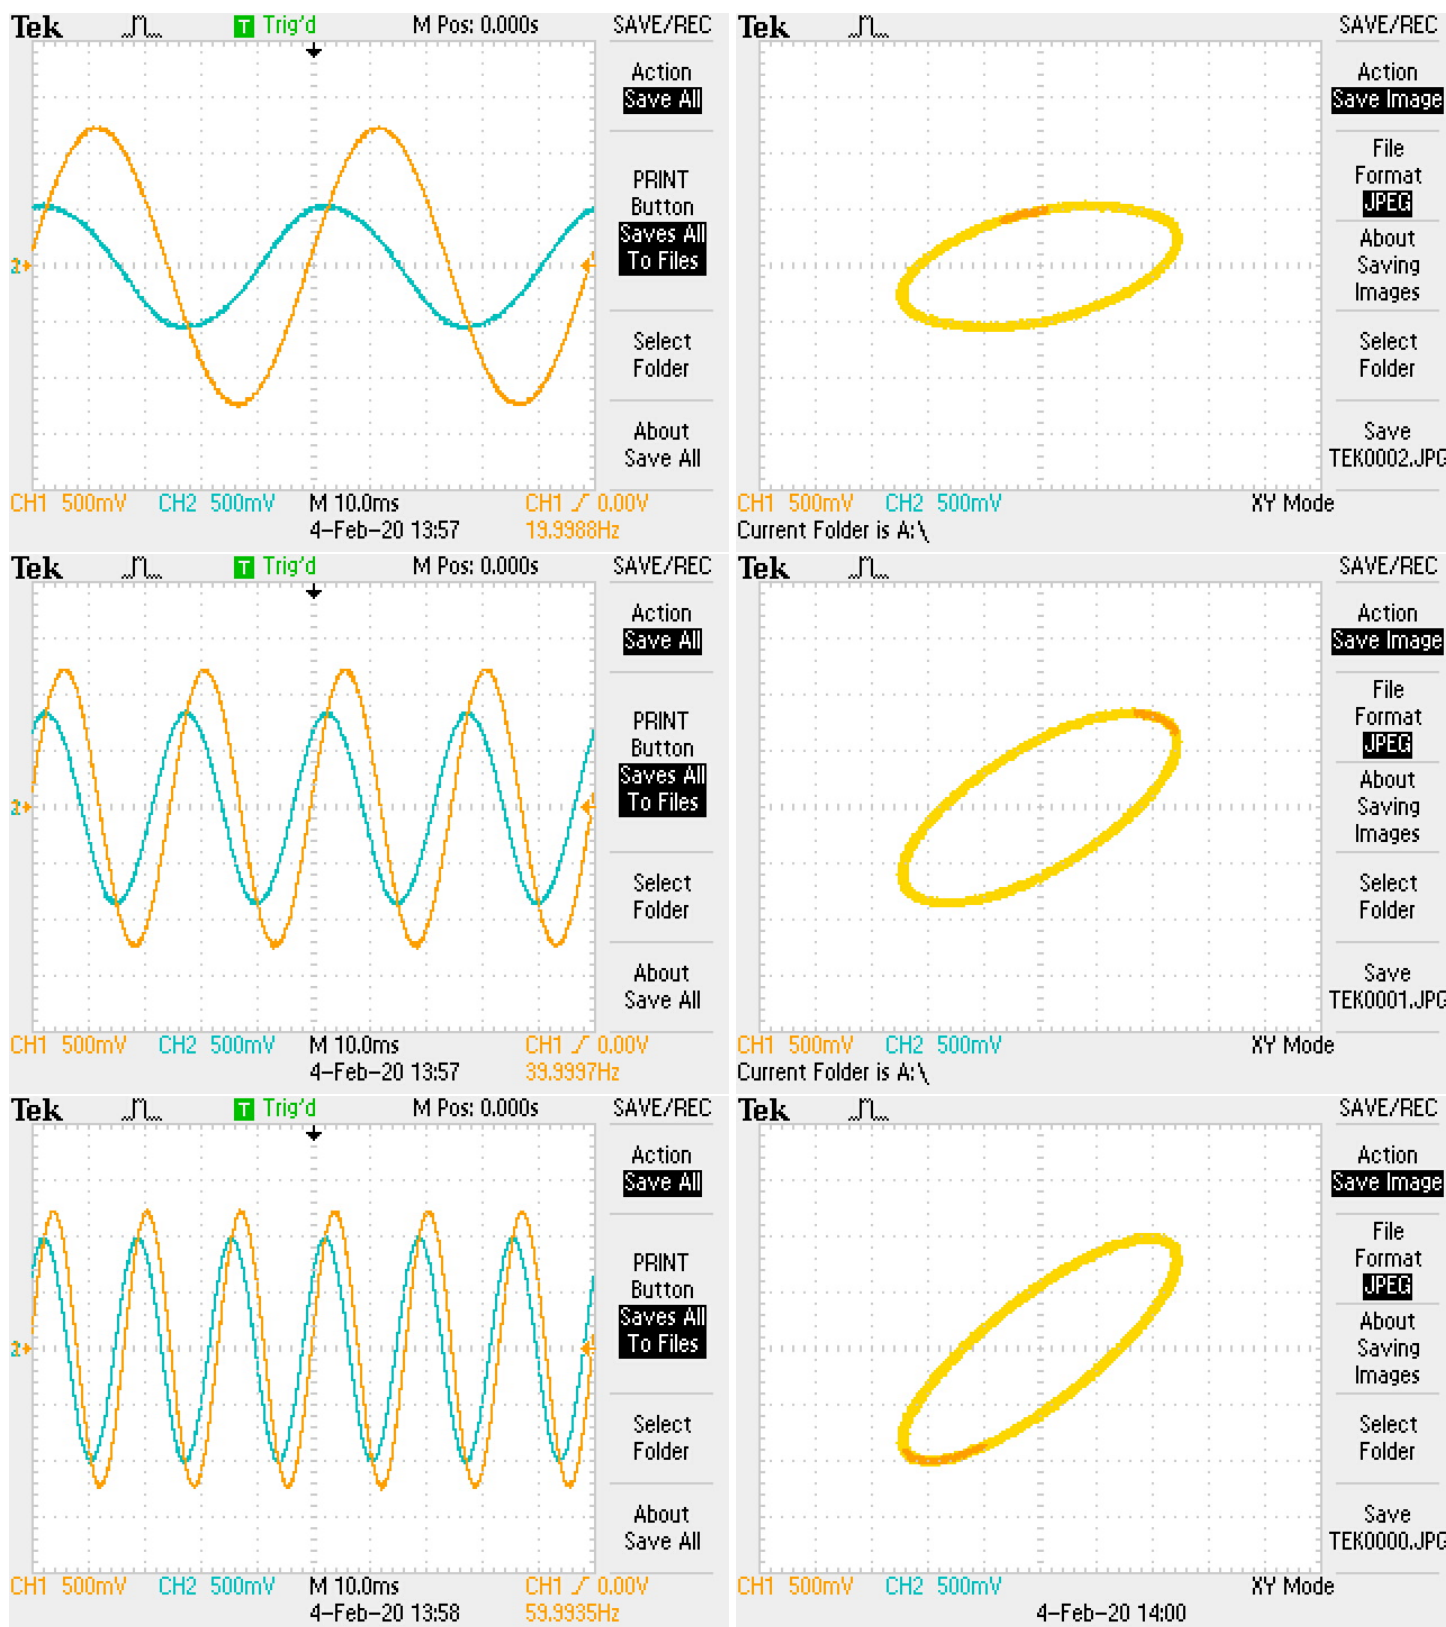 Tek T Trig'd M Pos: 0.000s SAVE/REC
Action
Save All
PRINT
Button
Saves All
To Files
Select
Folder
About
Save All
2
CH1 500mV CH2 500mV M 10.0ms CH1 0.00V
4-Feb-20 13:57 19.9988Hz
Tek SAVE/REC
Action
Save Image
File
Format
JPEG
About
Saving
Images
Select
Folder
Save
TEK0002.JPG
CH1 500mV CH2 500mV XY Mode
Current Folder is A:\
Tek T Trig'd M Pos: 0.000s SAVE/REC
Action
Save All
PRINT
Button
Saves All
To Files
Select
Folder
About
Save All
2
CH1 500mV CH2 500mV M 10.0ms CH1 0.00V
4-Feb-20 13:57 39.9997Hz
Tek SAVE/REC
Action
Save Image
File
Format
JPEG
About
Saving
Images
Select
Folder
Save
TEK0001.JPG
CH1 500mV CH2 500mV XY Mode
Current Folder is A:\
Tek T Trig'd M Pos: 0.000s SAVE/REC
Action
Save All
PRINT
Button
Saves All
To Files
Select
Folder
About
Save All
2
CH1 500mV CH2 500mV M 10.0ms CH1 0.00V
4-Feb-20 13:58 59.9935Hz
Tek SAVE/REC
Action
Save Image
File
Format
JPEG
About
Saving
Images
Select
Folder
Save
TEK0000.JPG
CH1 500mV CH2 500mV XY Mode
4-Feb-20 14:00